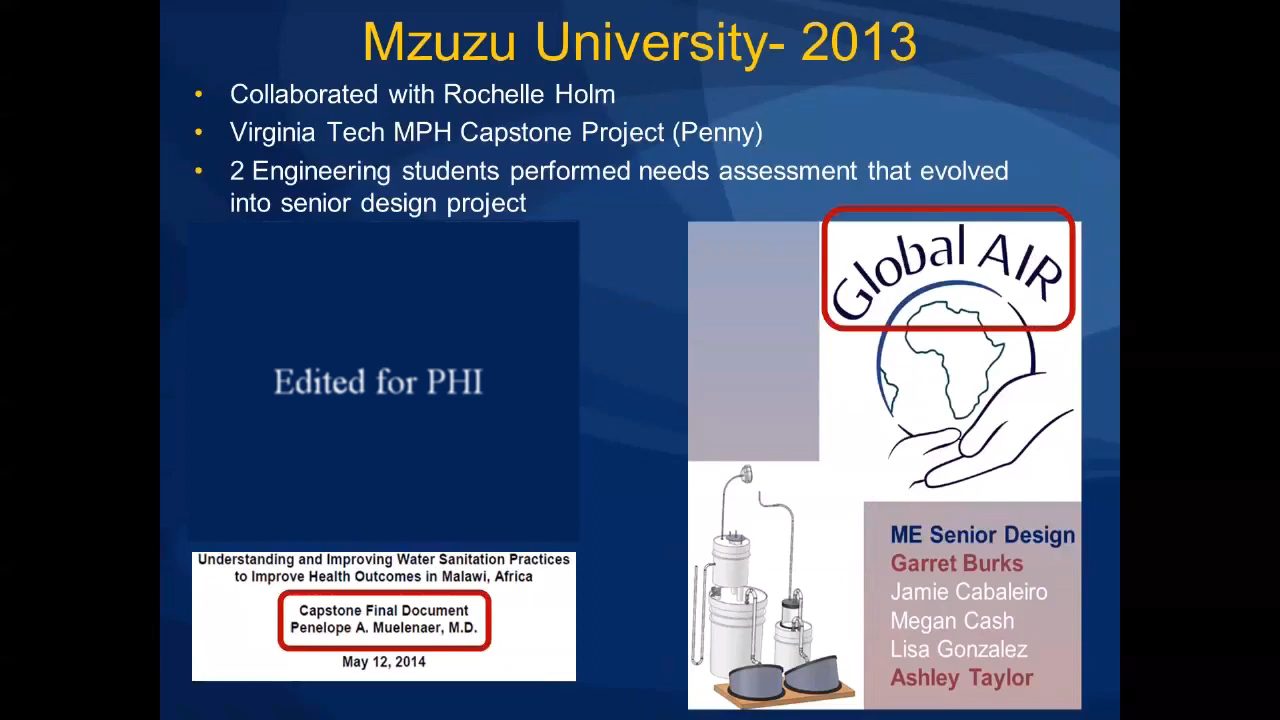 Mzuzu University- 2013
• Collaborated with Rochelle Holm
• Virginia Tech MPH Capstone Project (Penny)
• 2 Engineering students performed needs assessment that evolved
into senior design project
Edited for PHI
Understanding and Improving Water Sanitation Practices
to Improve Health Outcomes in Malawi, Africa
Capstone Final Document
Penelope A. Muelenaer, M.D.
May 12, 2014
Global AIR
ME Senior Design
Garret Burks
Jamie Cabaleiro
Megan Cash
Lisa Gonzalez
Ashley Taylor